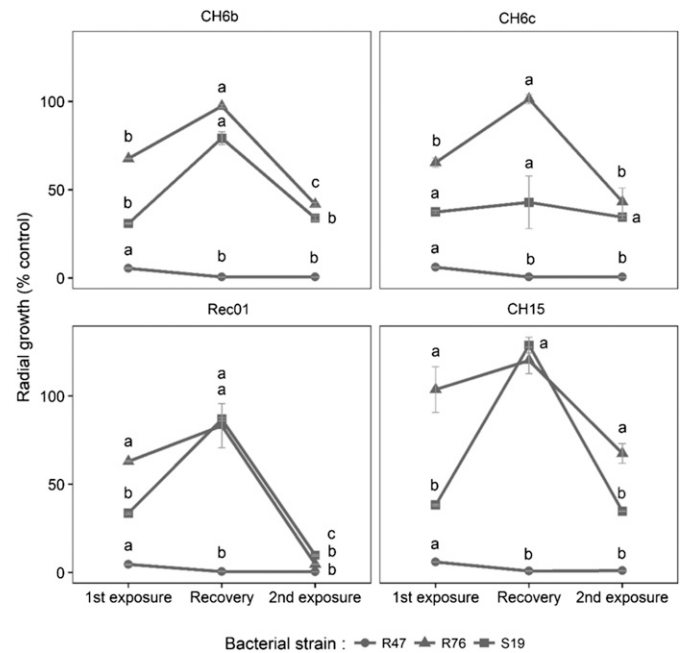 CH6b
CH6c
Radial growth (% control)
100
50
0
b
a
a
b
c
b
a
b
b
a
b
b
a
a
a
a
b
b
Rec01
CH15
100
50
0
a
a
a
b
c
b
b
a
b
a
a
a
b
b
a
b
b
1st exposure Recovery 2nd exposure
1st exposure Recovery 2nd exposure
Bacterial strain : R47 R76 S19